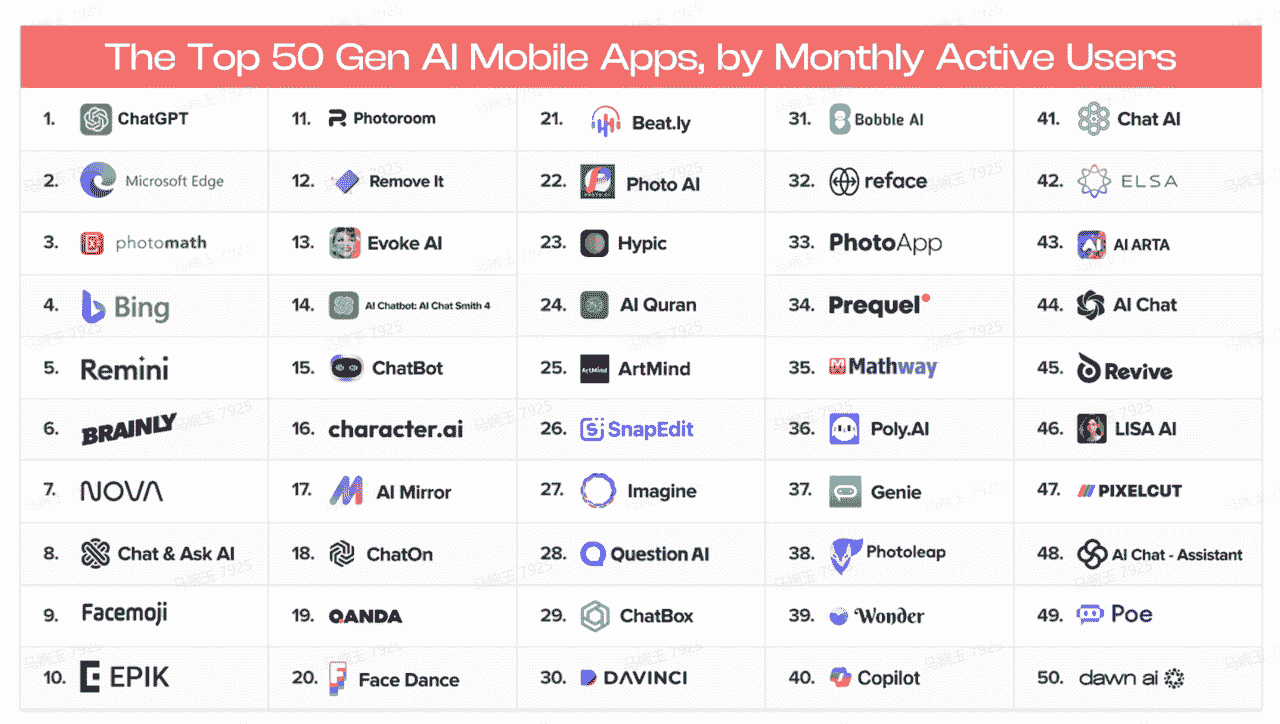 The Top 50 Gen AI Mobile Apps, by Monthly Active Users
1. ChatGPT
2. Microsoft Edge
3. photomath
4. Bing
5. Remini
6. BRAINLY
7. NOVA
8. Chat & Ask AI
9. Facemoji
10. EPIK
11. Photoroom
12. Remove It
13. Evoke AI
14. AI Chatbot: AI Chat Smith 4
15. ChatBot
16. character.ai
17. AI Mirror
18. ChatOn
19. QANDA
20. Face Dance
21. Beat.ly
22. Photo AI
23. Hypic
24. AI Quran
25. ArtMind ArtMind
26. SnapEdit
27. Imagine
28. Question AI
29. ChatBox
30. DAVINCI
31. Bobble AI
32. reface
33. PhotoApp
34. Prequel
35. Mathway
36. Poly.AI
37. Genie
38. Photoleap
39. Wonder
40. Copilot
41. Chat AI
42. ELSA
43. AI ARTA
44. AI Chat
45. Revive
46. LISA AI
47. PIXELCUT
48. AI Chat - Assistant
49. Poe
50. dawn ai
马婉玉 7925